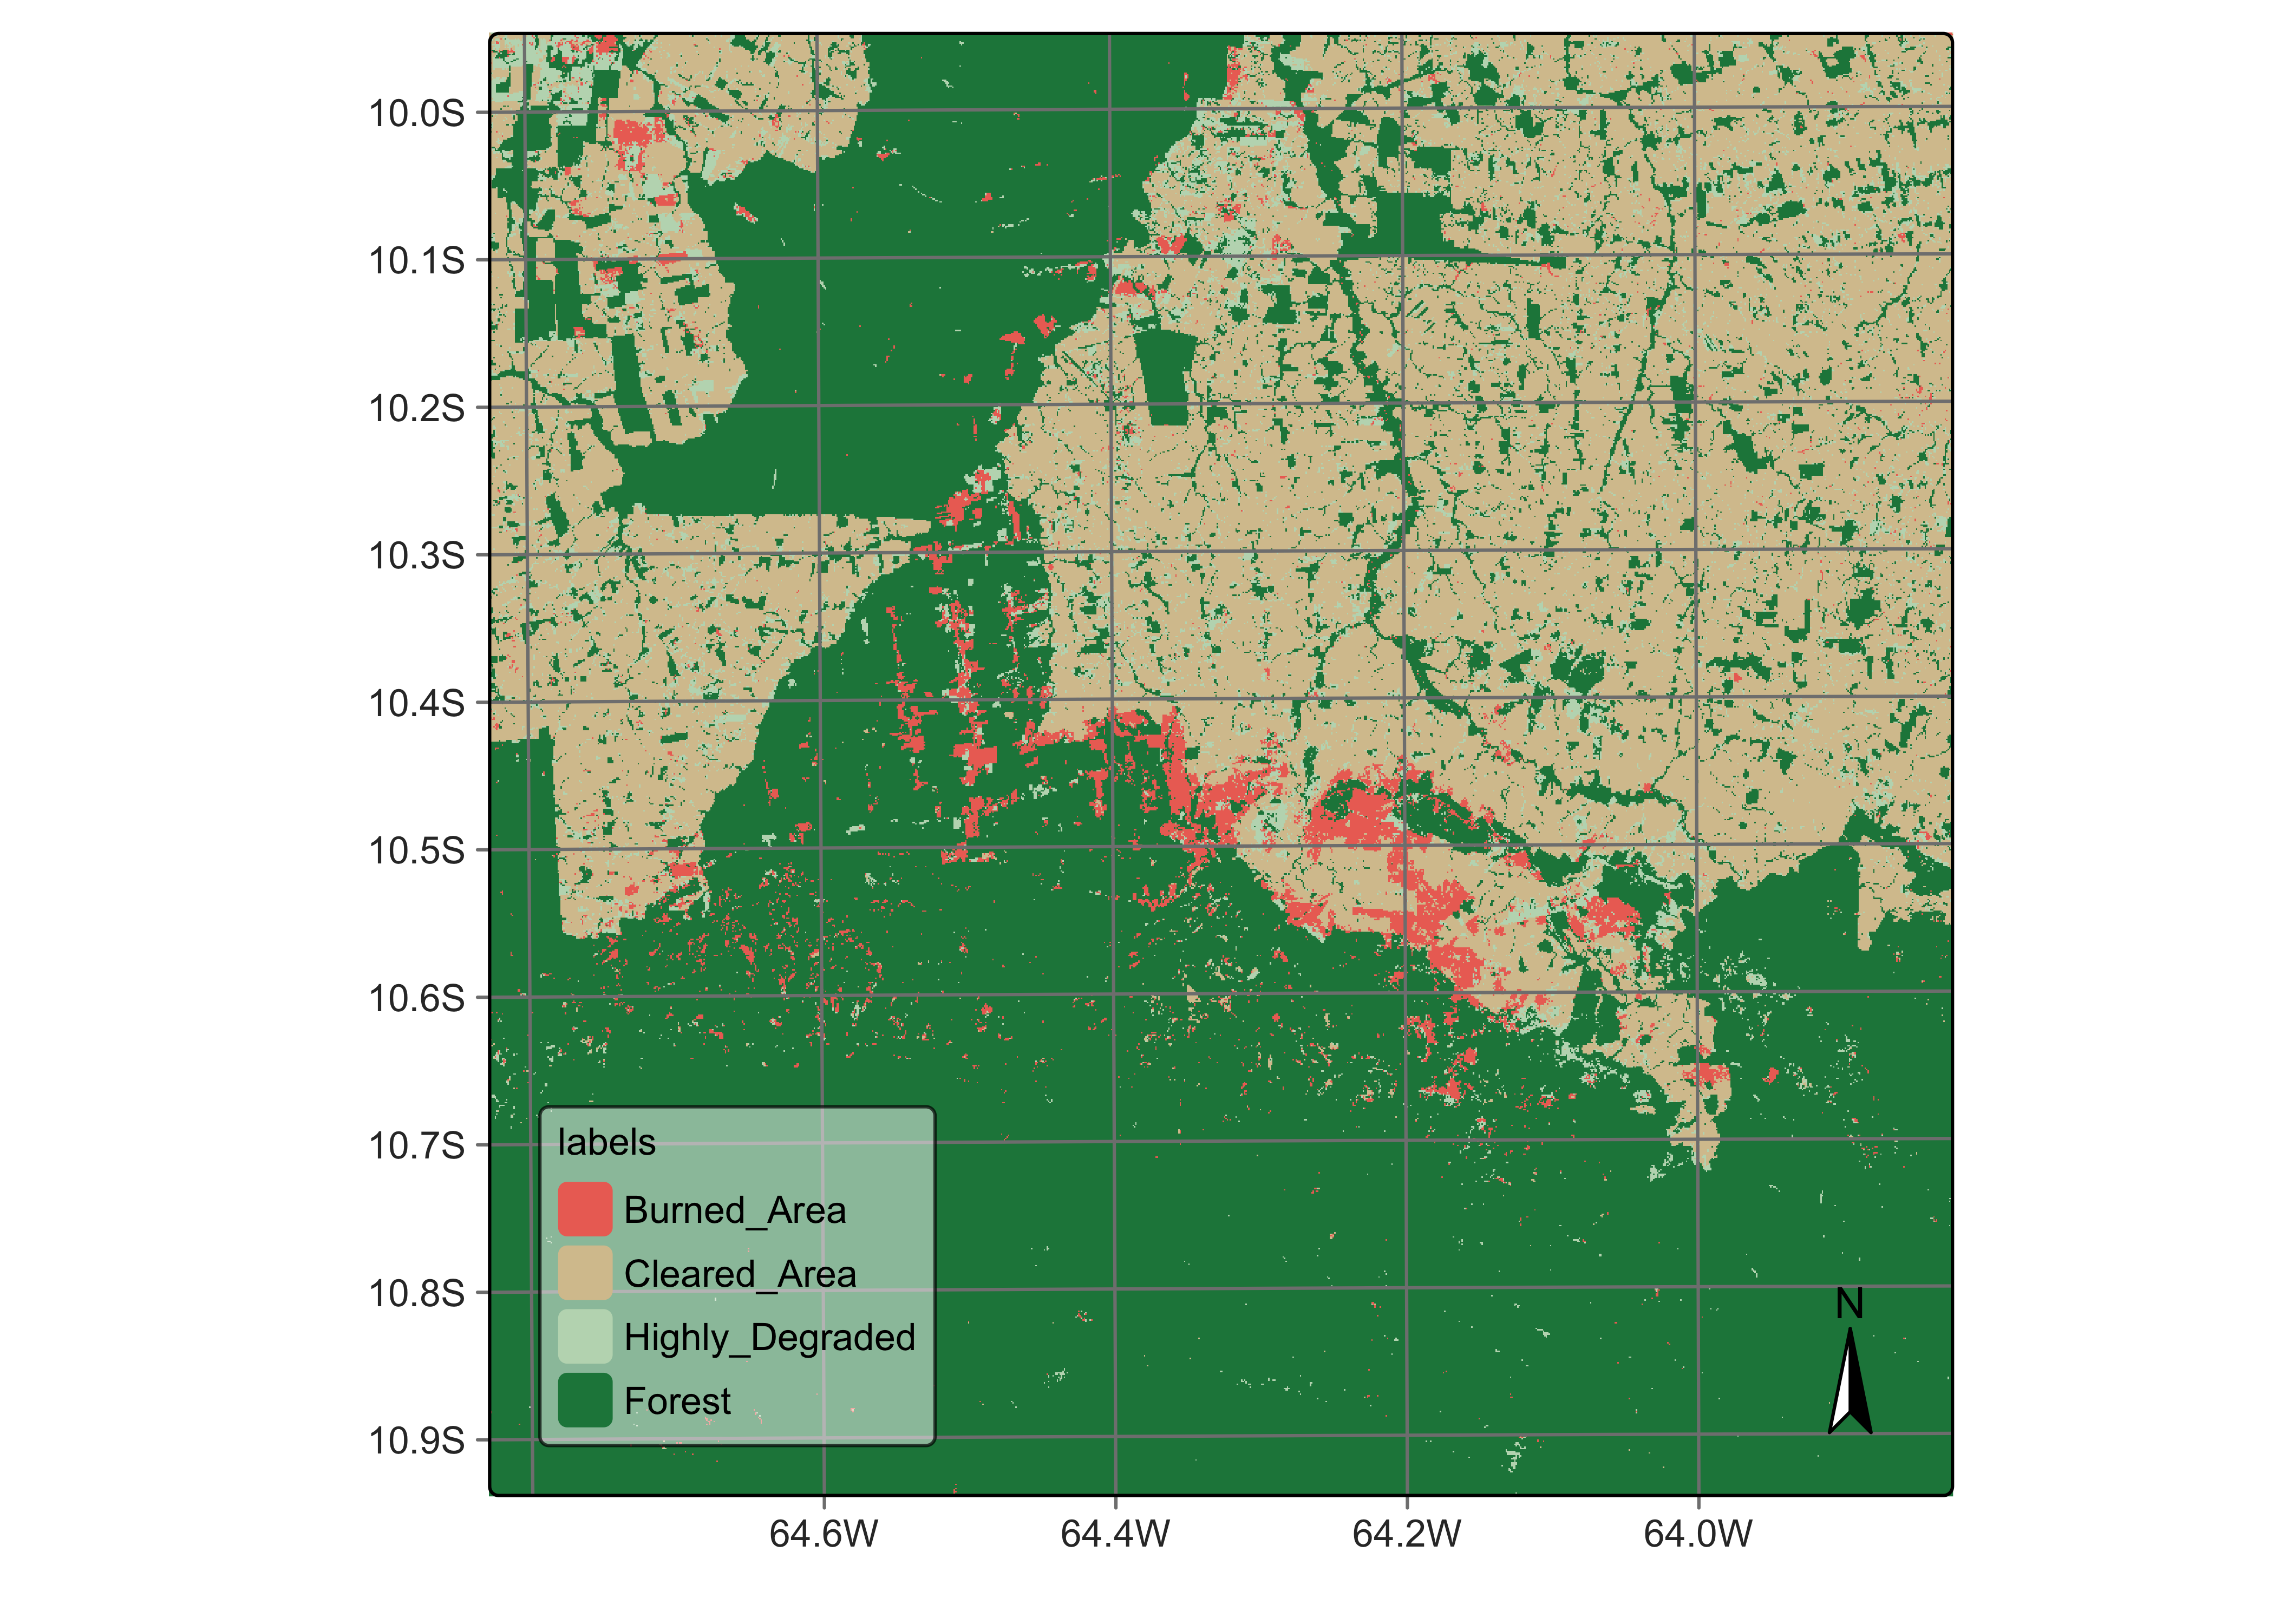 10.0S
10.1S
10.2S
10.3S
10.4S
10.5S
10.6S
10.7S
10.8S
10.9S
labels
Burned_Area
Cleared_Area
Highly_Degraded
Forest
N
64.6W 64.4W 64.2W 64.0W